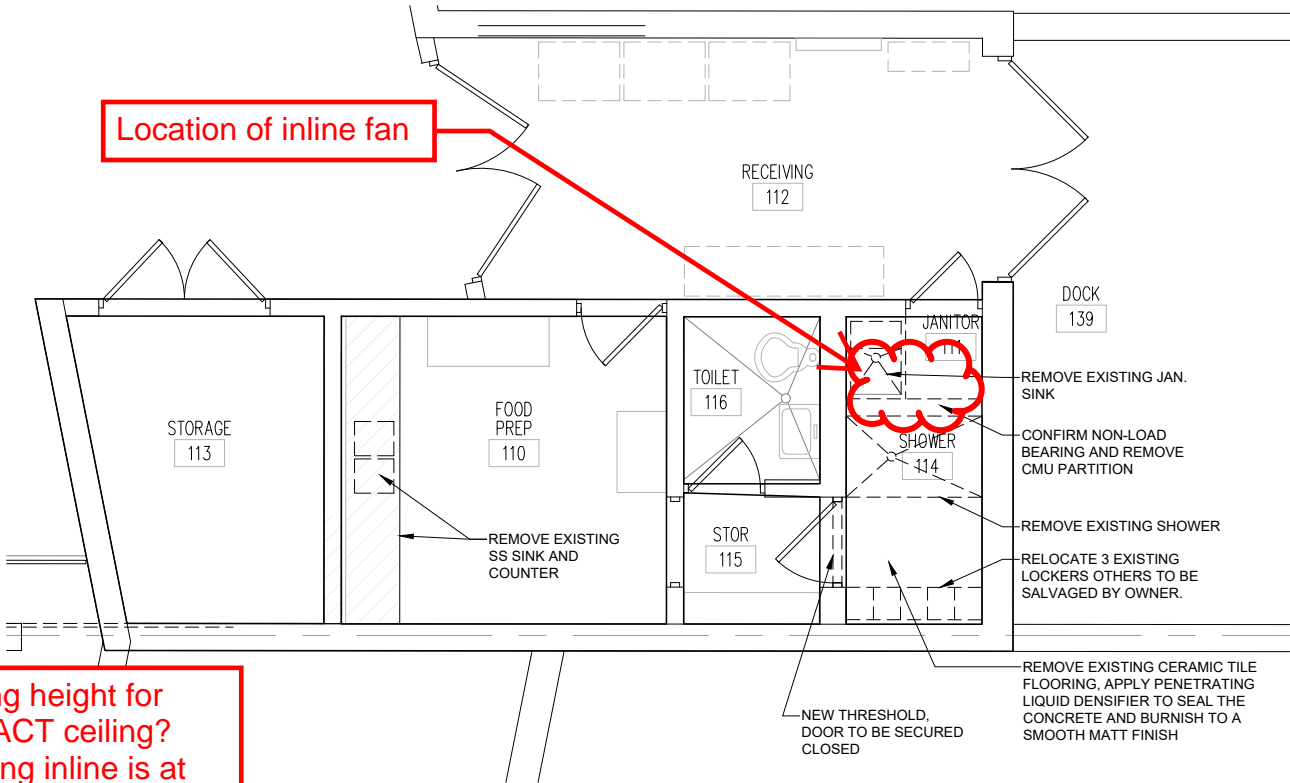 Location of inline fan
RECEIVING
112
DOCK
139
JANITOR
111
REMOVE EXISTING JAN.
SINK
TOILET
116
CONFIRM NON-LOAD
BEARING AND REMOVE
CMU PARTITION
STORAGE
113
FOOD
PREP
110
SHOWER
114
REMOVE EXISTING SHOWER
REMOVE EXISTING
SS SINK AND
COUNTER
STOR
115
RELOCATE 3 EXISTING
LOCKERS OTHERS TO BE
SALVAGED BY OWNER.
REMOVE EXISTING CERAMIC TILE
FLOORING, APPLY PENETRATING
LIQUID DENSIFIER TO SEAL THE
CONCRETE AND BURNISH TO A
SMOOTH MATT FINISH
NEW THRESHOLD,
DOOR TO BE SECURED
CLOSED
height for
ACT ceiling?
inline is at